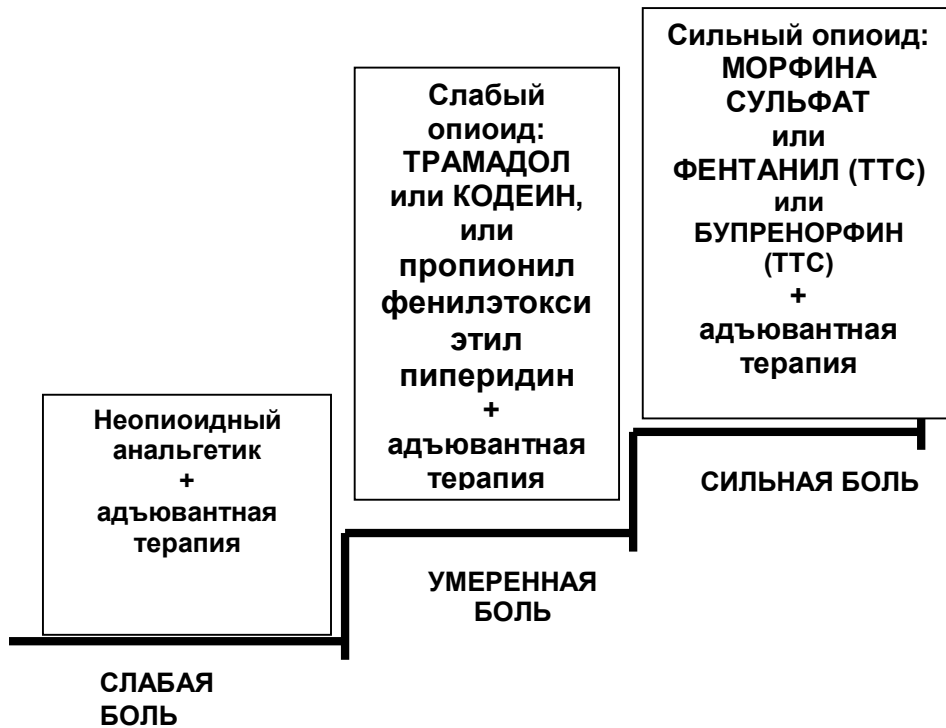 Неопиоидный
анальгетик
+
адъювантная
терапия
СЛАБАЯ
БОЛЬ
Слабый
опиоид:
ТРАМАДОЛ
или КОДЕИН,
или
пропионил
фенилэтокси
этил
пиперидин
+
адъювантная
терапия
УМЕРЕННАЯ
БОЛЬ
Сильный опиоид:
МОРФИНА
СУЛЬФАТ
или
ФЕНТАНИЛ (ТТС)
или
БУПРЕНОРФИН
(ТТС)
+
адъювантная
терапия
СИЛЬНАЯ БОЛЬ